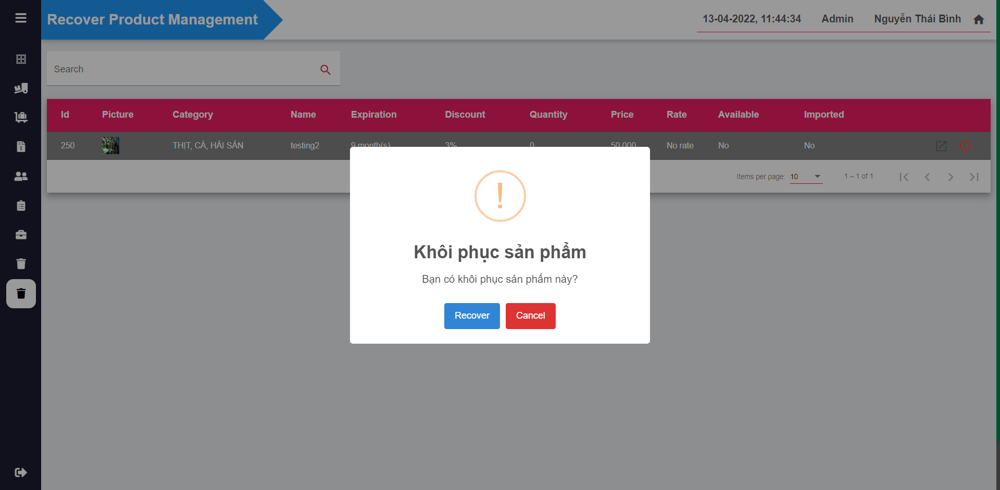 Recover Product Management
13-04-2022, 11:44:34 Admin Nguyễn Thái Bình
Search
Id Picture Category Name Expiration Discount Quantity Price Rate Available Imported
250 THỊT, CÁ, HẢI SẢN testing2 9 month(s) 3% 0 50,000 No rate No No
Items per page: 10 1 – 1 of 1
!
Khôi phục sản phẩm
Bạn có khôi phục sản phẩm này?
Recover Cancel